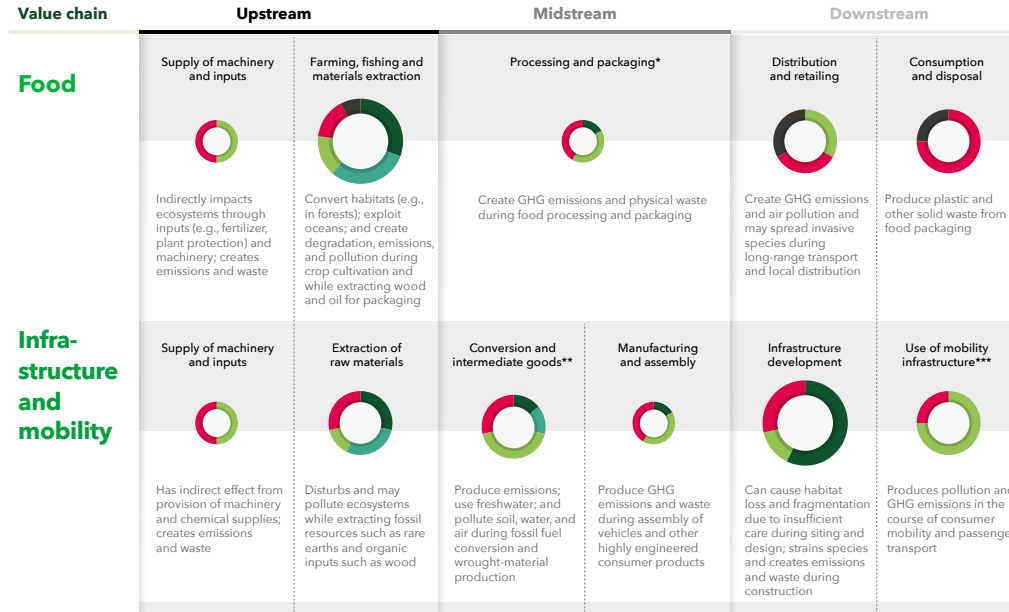 Value chain
Upstream
Midstream
Downstream
Food
Supply of machinery
and inputs
Indirectly impacts
ecosystems through
inputs (e.g., fertilizer,
plant protection) and
machinery; creates
emissions and waste
Farming, fishing and
materials extraction
Convert habitats (e.g.,
in forests); exploit
oceans; and create
degradation, emissions,
and pollution during
crop cultivation and
while extracting wood
and oil for packaging
Processing and packaging*
Create GHG emissions and physical waste
during food processing and packaging
Distribution
and retailing
Create GHG emissions
and air pollution and
may spread invasive
species during
long-range transport
and local distribution
Consumption
and disposal
Produce plastic and
other solid waste from
food packaging
Infra-
structure
and
mobility
Supply of machinery
and inputs
Has indirect effect from
provision of machinery
and chemical supplies;
creates emissions
and waste
Extraction of
raw materials
Disturbs and may
pollute ecosystems
while extracting fossil
resources such as rare
earths and organic
inputs such as wood
Conversion and
intermediate goods**
Produce emissions;
use freshwater; and
pollute soil, water, and
air during fossil fuel
conversion and
wrought-material
production
Manufacturing
and assembly
Produce GHG
emissions and waste
during assembly of
vehicles and other
highly engineered
consumer products
Infrastructure
development
Can cause habitat
loss and fragmentation
due to insufficient
care during siting and
design; strains species
and creates emissions
and waste during
construction
Use of mobility
infrastructure***
Produces pollution and
GHG emissions in the
course of consumer
mobility and passenge
transport